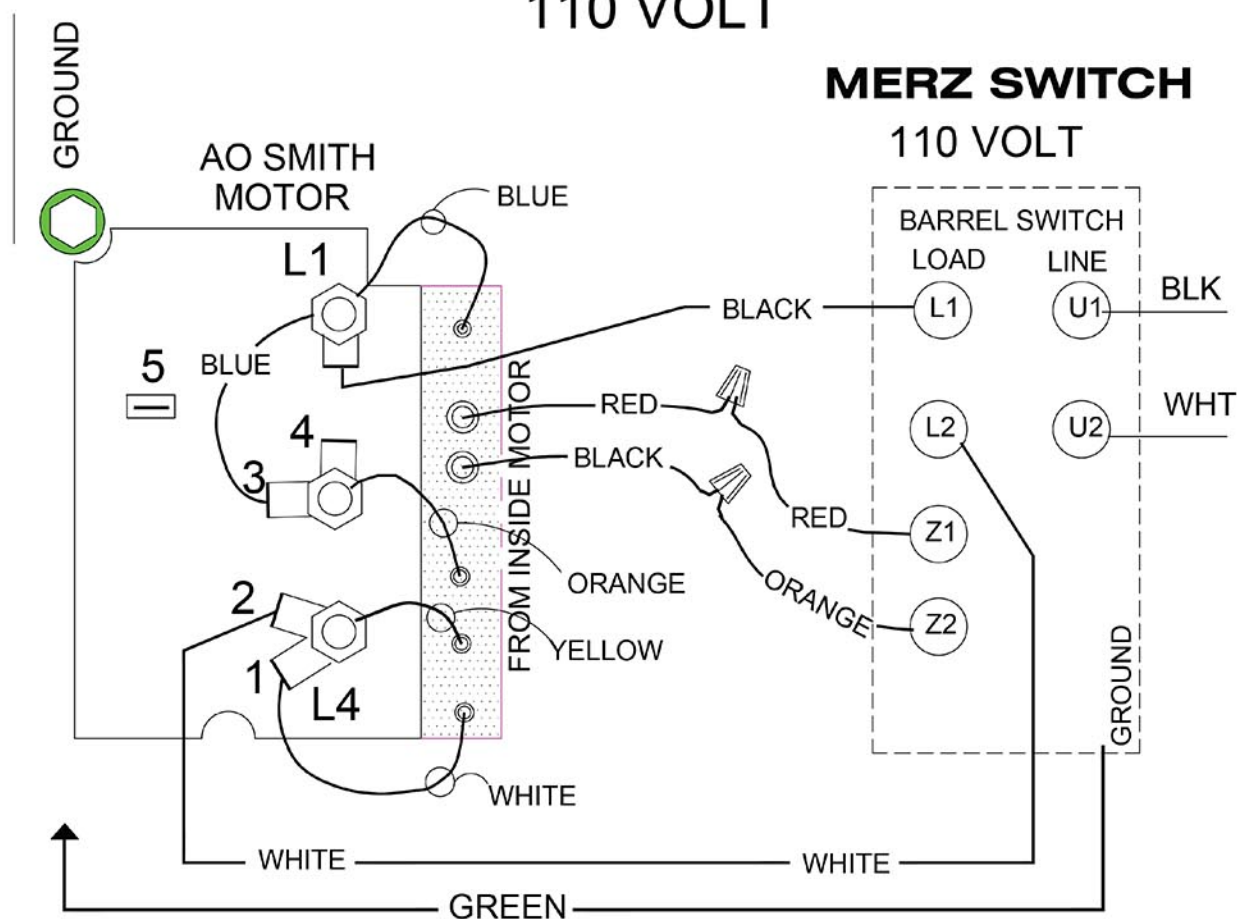 110 VOLT
GROUND
MERZ SWITCH
110 VOLT
AO SMITH
MOTOR
BLUE
BARREL SWITCH
LOAD
LINE
L1
L1
U1
BLK
BLACK
BLUE
5
RED
WHT
L2
U2
4
BLACK
3
FROM INSIDE MOTOR
RED
Z1
ORANGE
ORANGE
2
YELLOW
Z2
1
L4
GROUND
WHITE
WHITE
WHITE
GREEN